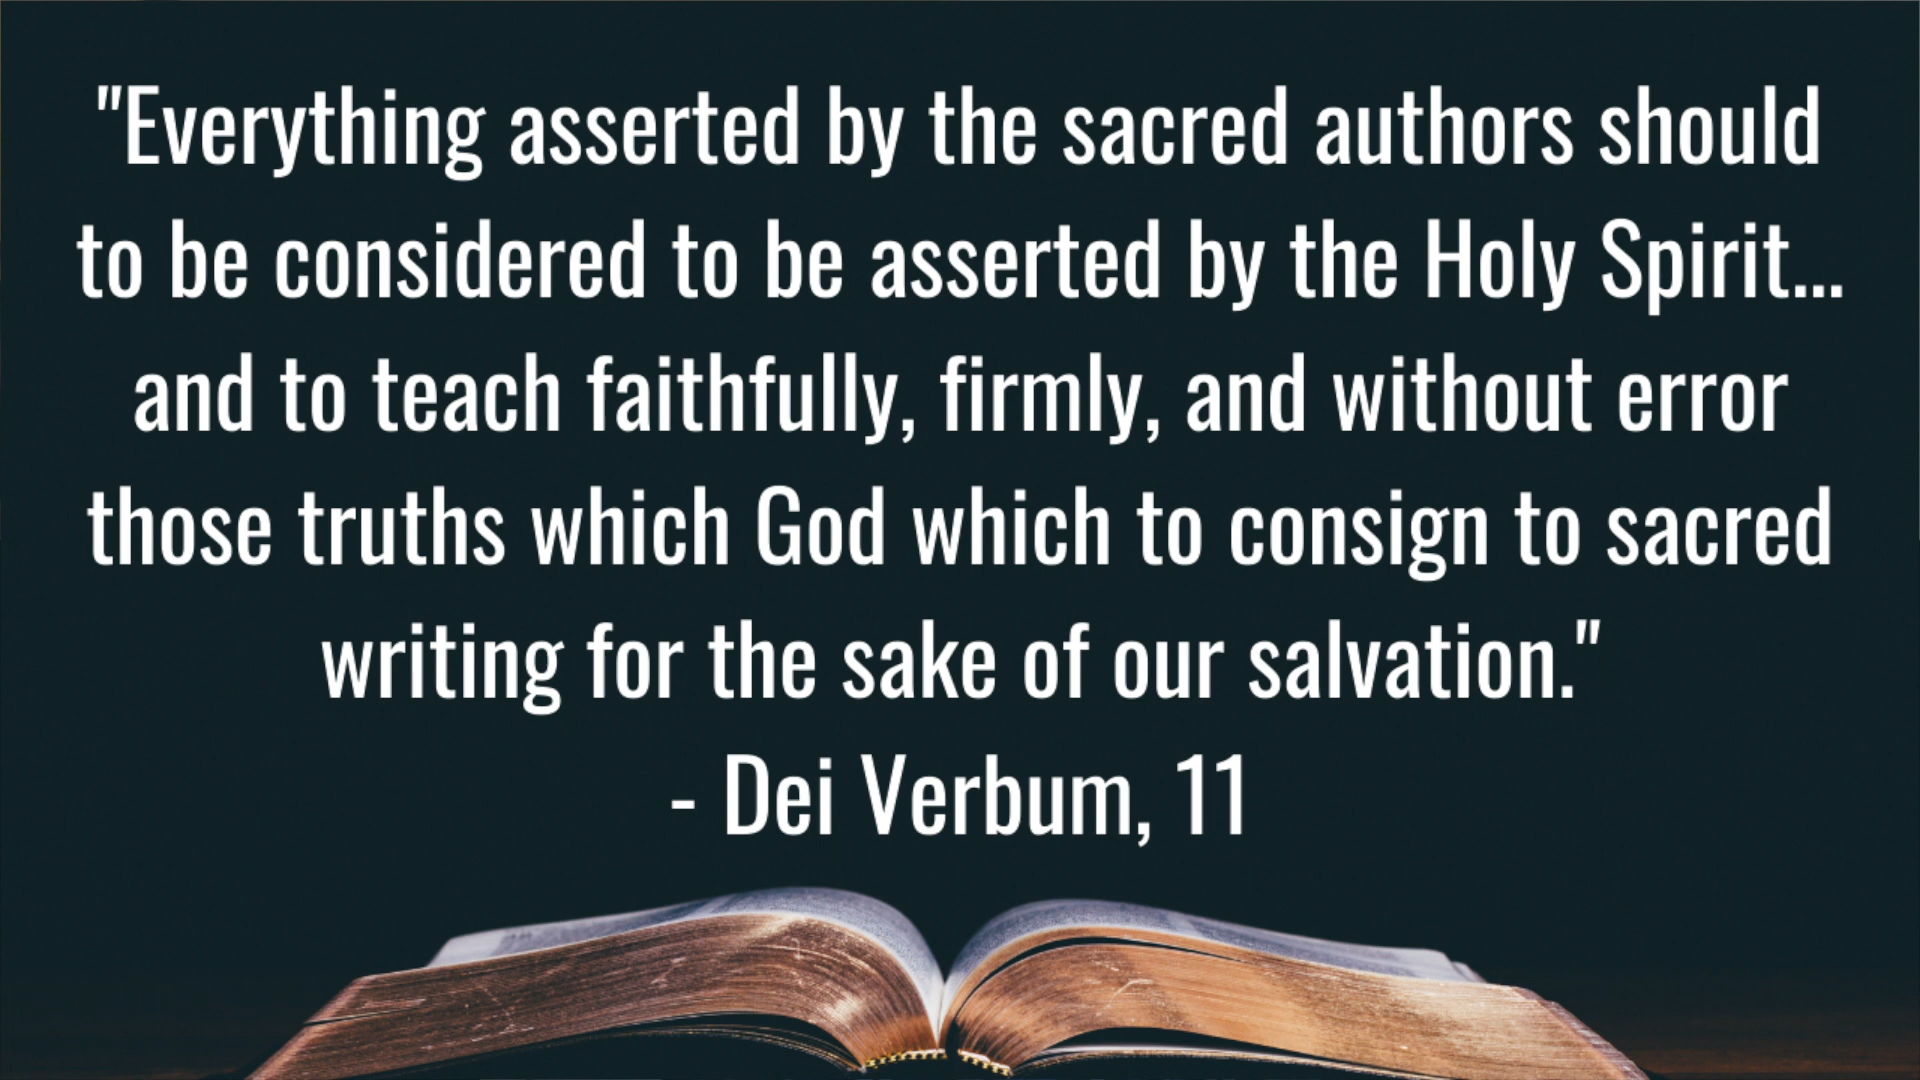 "Everything asserted by the sacred authors should
to be considered to be asserted by the Holy Spirit...
and to teach faithfully, firmly, and without error
those truths which God which to consign to sacred
writing for the sake of our salvation."
- Dei Verbum, 11